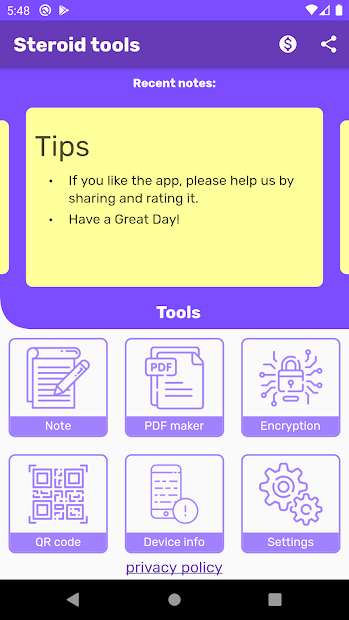 5:48
Steroid tools
Recent notes:
Tips
• If you like the app, please help us by
sharing and rating it.
• Have a Great Day!
Tools
PDF
Note
PDF maker
Encryption
QR code
Device info
Settings
privacy policy